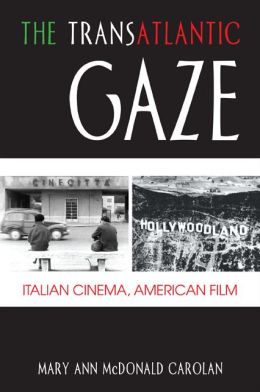 THE TRANSATLANTIC
GAZE
CINECITTÀ
HOLLYWOODLAND
ITALIAN CINEMA, AMERICAN FILM
MARY ANN McDONALD CAROLAN